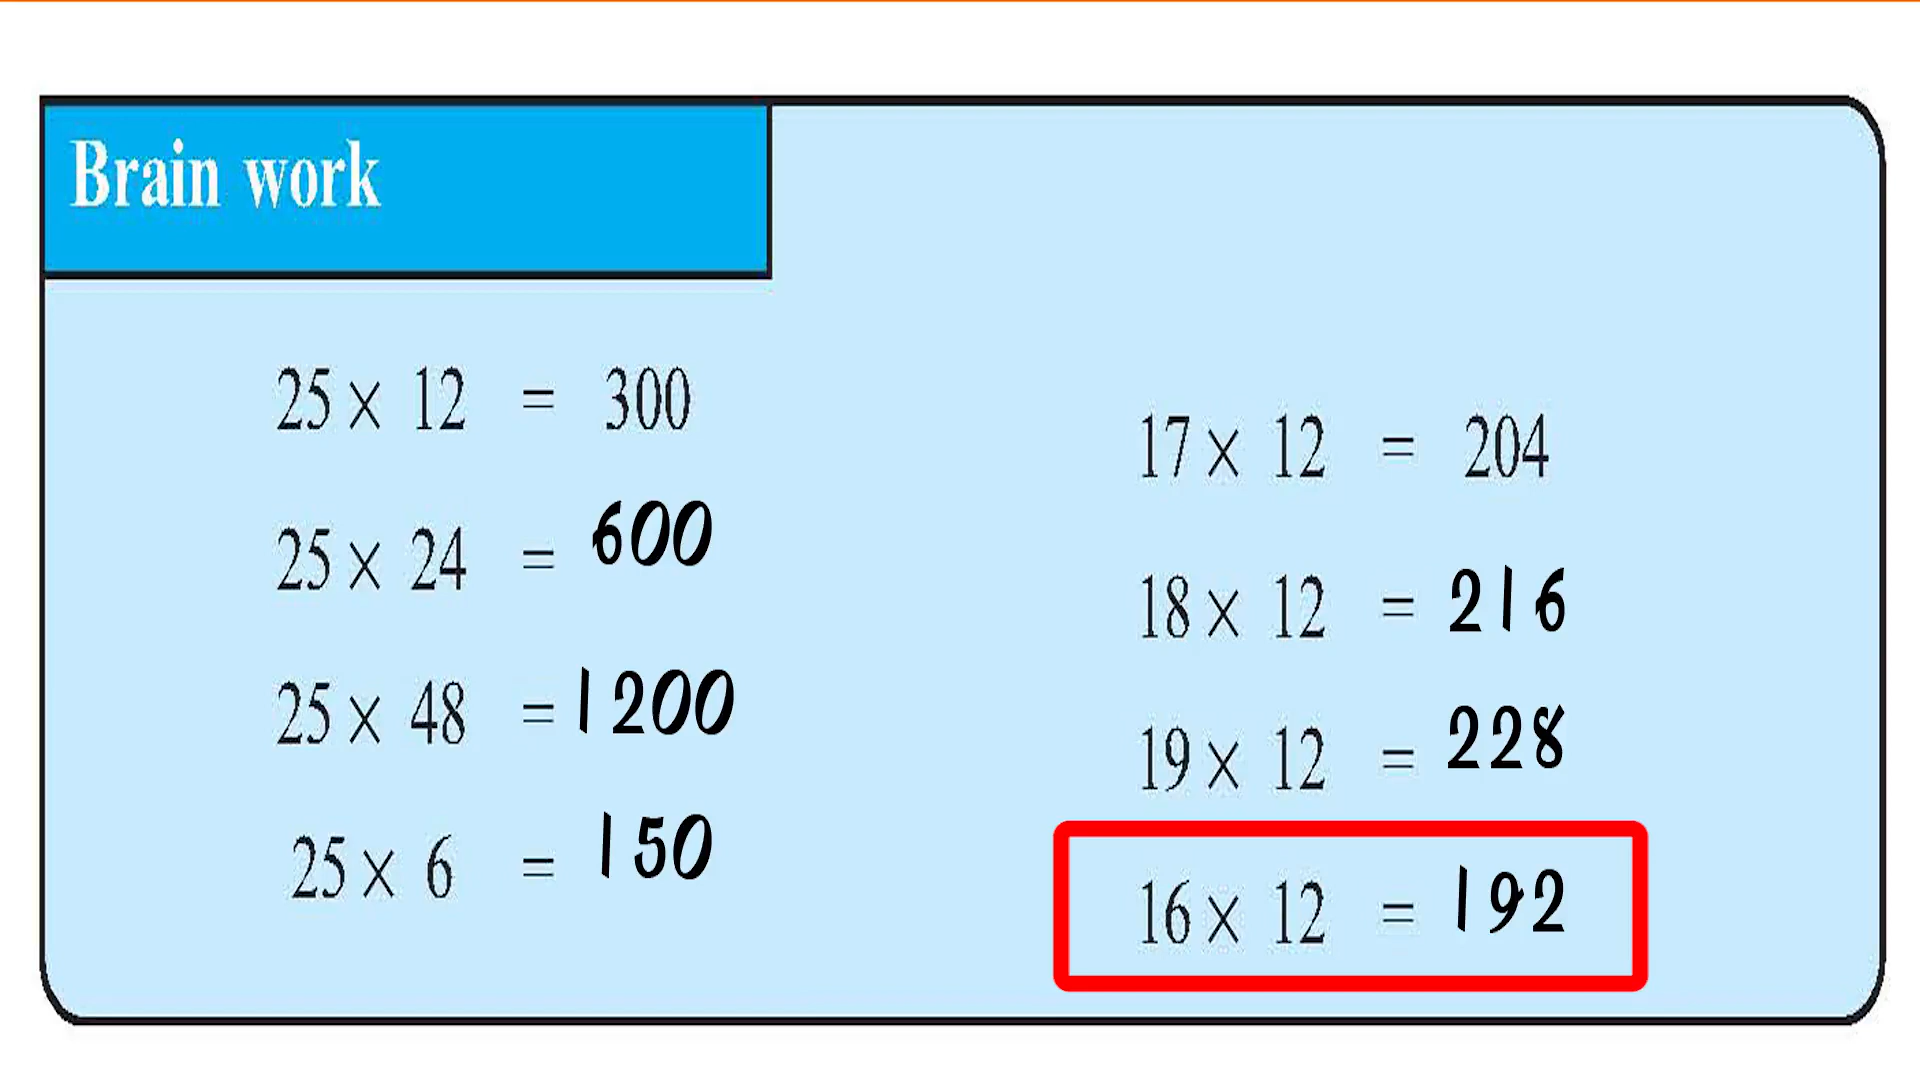 Brain work
25 × 12 = 300
25 × 24 = 600
25 × 48 = 1200
25 × 6 = 150
17 × 12 = 204
18 × 12 = 216
19 × 12 = 228
16 × 12 = 192